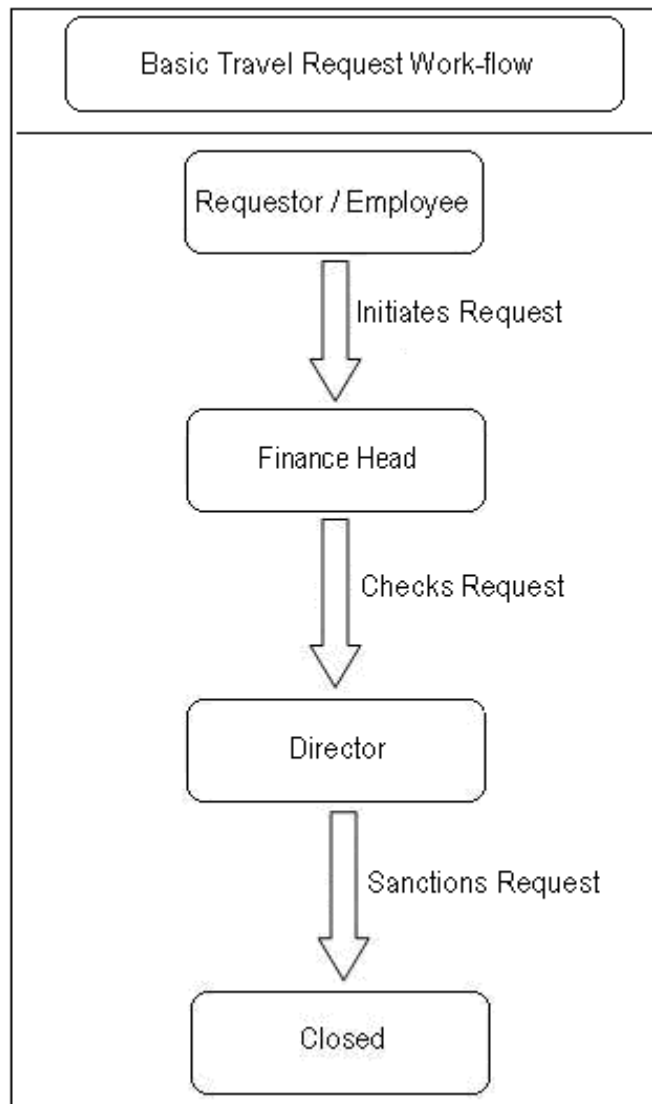 Basic Travel Request Work-flow
Requestor / Employee
Initiates Request
Finance Head
Checks Request
Director
Sanctions Request
Closed